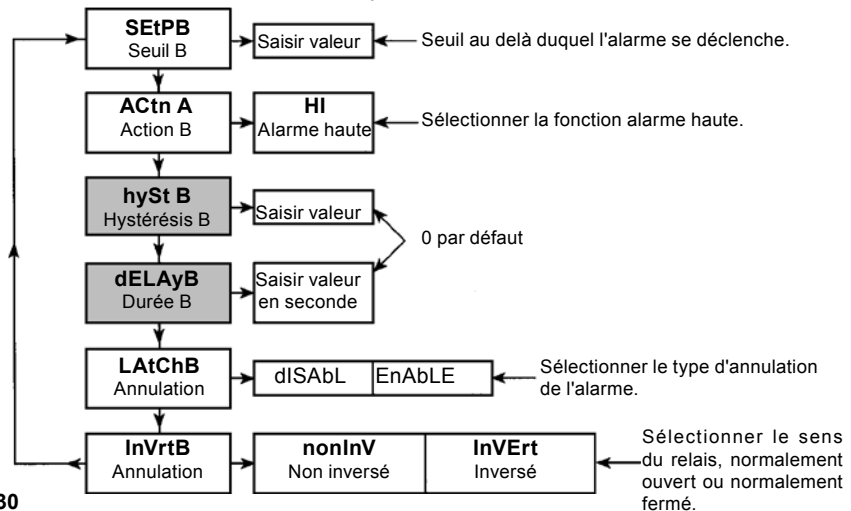 SEtPB
Seuil B
Saisir valeur
Seuil au delà duquel l'alarme se déclenche.
ACtn A
Action B
HI
Alarme haute
Sélectionner la fonction alarme haute.
hySt B
Hystérésis B
Saisir valeur
0 par défaut
dELAyB
Durée B
Saisir valeur
en seconde
LAtChB
Annulation
dISAbL
EnAbLE
Sélectionner le type d'annulation
de l'alarme.
InVrtB
Annulation
nonInV
Non inversé
InVErt
Inversé
Sélectionner le sens
du relais, normalement
ouvert ou normalement
fermé.
30